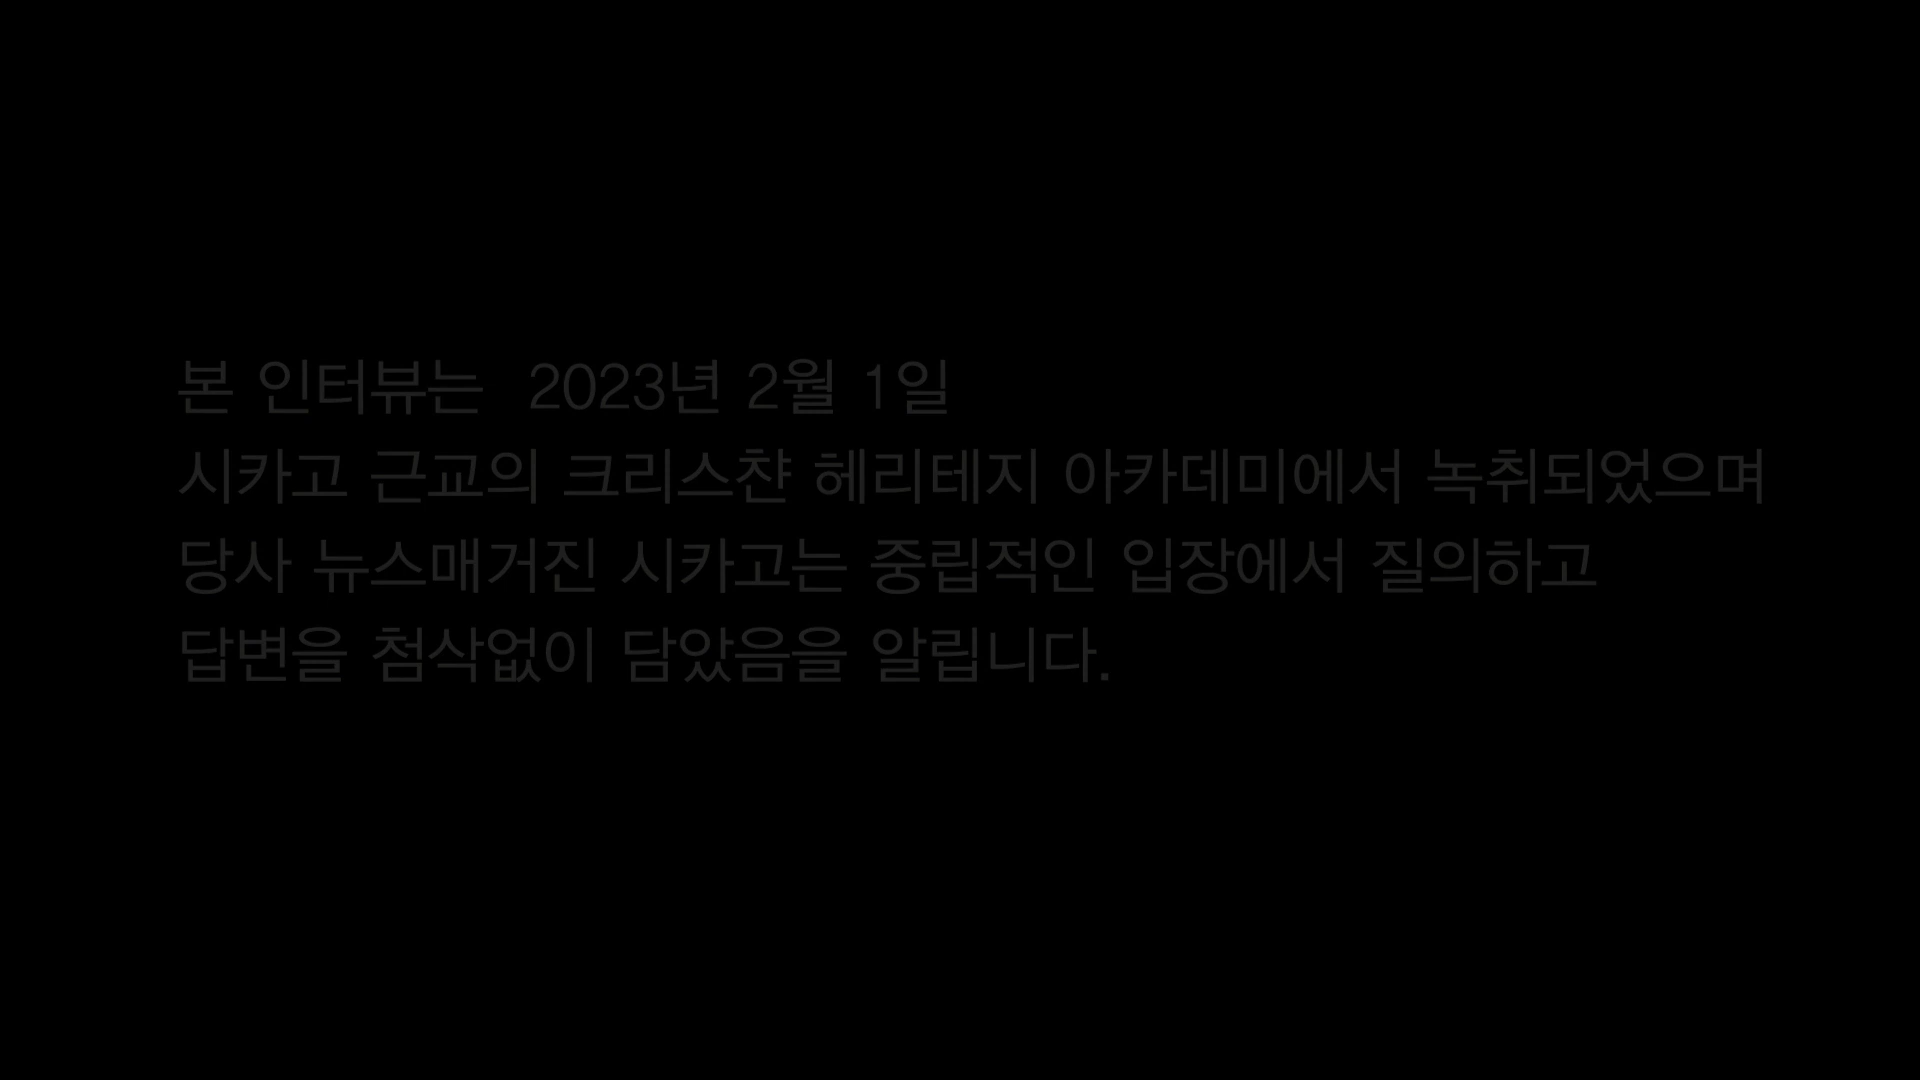 본 인터뷰는 2023년 2월 1일
시카고 근교의 크리스챤 헤리테지 아카데미에서 녹취되었으며
당사 뉴스매거진 시카고는 중립적인 입장에서 질의하고
답변을 첨삭없이 담았음을 알립니다.